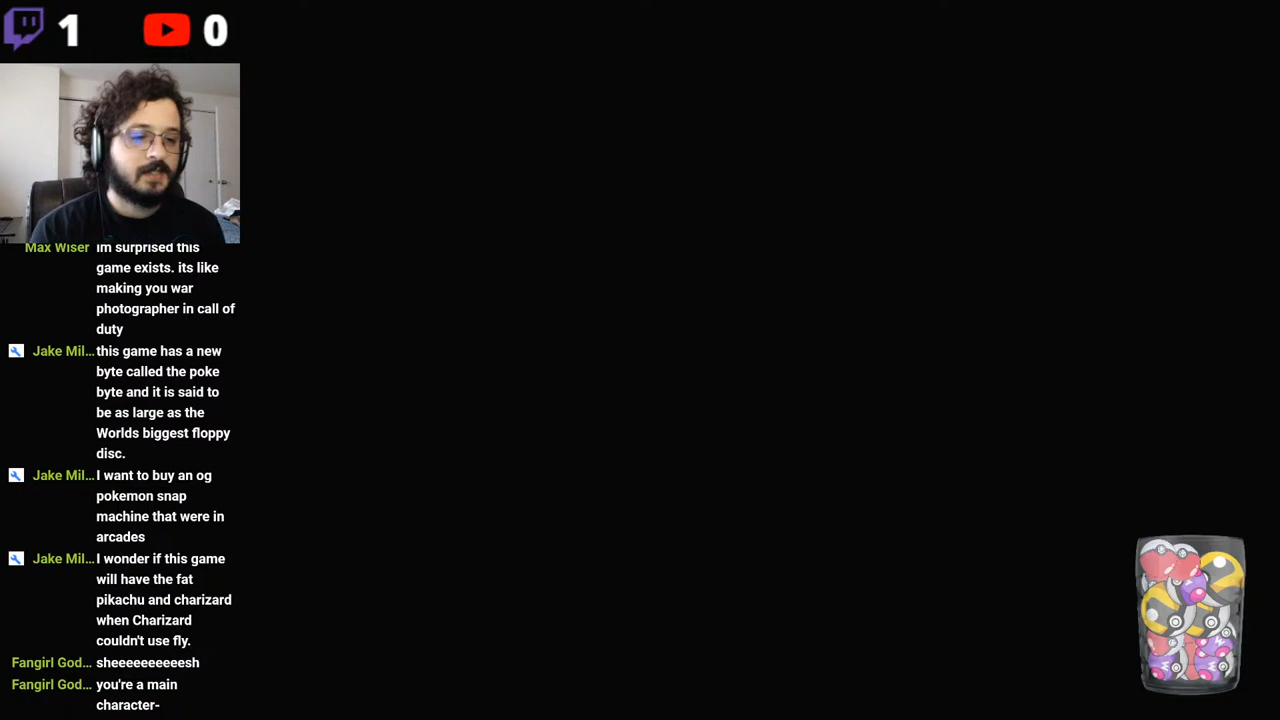 1 0
Max Wiser im surprised this
game exists. its like
making you war
photographer in call of
duty
Jake Mil... this game has a new
byte called the poke
byte and it is said to
be as large as the
Worlds biggest floppy
disc.
Jake Mil... I want to buy an og
pokemon snap
machine that were in
arcades
Jake Mil... I wonder if this game
will have the fat
pikachu and charizard
when Charizard
couldn't use fly.
Fangirl God... sheeeeeeeeeesh
Fangirl God... you're a main
character-